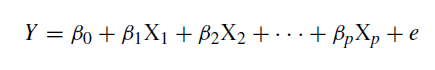 Y = β₀ + β₁X₁ + β₂X₂ + · · · + βₚXₚ + e